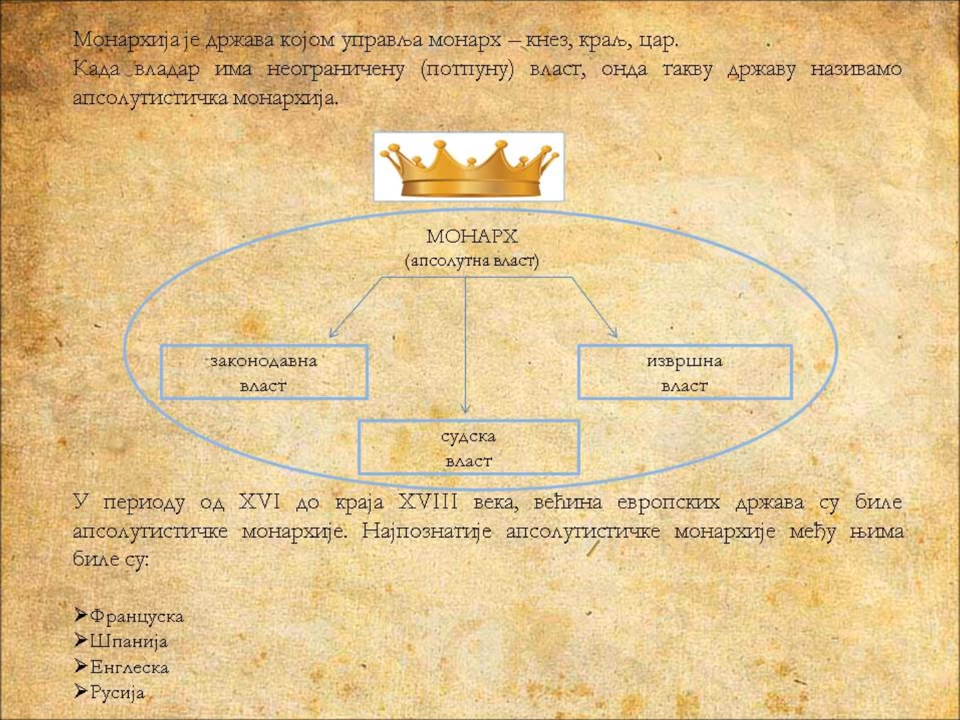 Монархија је држава којом управља монарх – кнез, краљ, цар.
Када владар има неограничену (потпуну) власт, онда такву државу називамо
апсолутистичка монархија.
МОНАРХ
(апсолутна власт)
законодавна
власт
извршна
власт
судска
власт
У периоду од XVI до краја XVIII века, већина европских држава су биле
апсолутистичке монархије. Најпознатије апсолутистичке монархије међу њима
биле су:
➢Француска
➢Шпанија
➢Енглеска
➢Русија